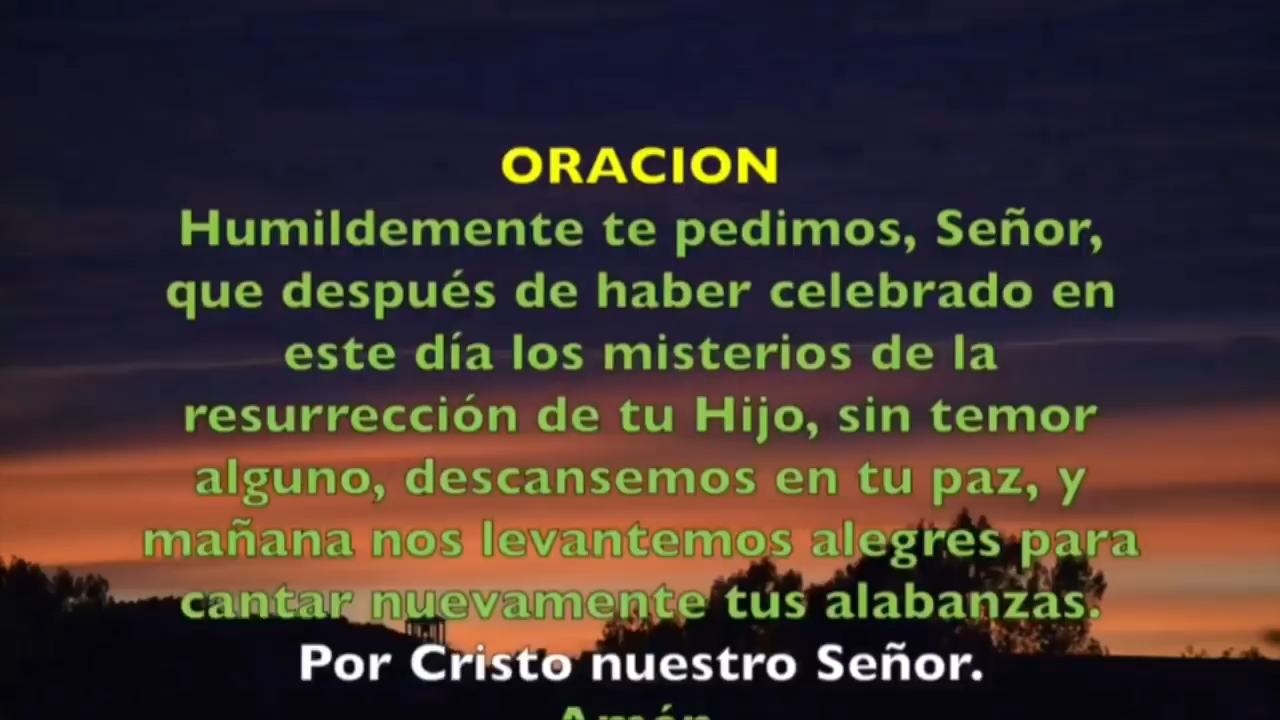 ORACION
Humildemente te pedimos, Señor,
que después de haber celebrado en
este día los misterios de la
resurrección de tu Hijo, sin temor
alguno, descansemos en tu paz, y
mañana nos levantemos alegres para
cantar nuevamente tus alabanzas.
Por Cristo nuestro Señor.
Amén